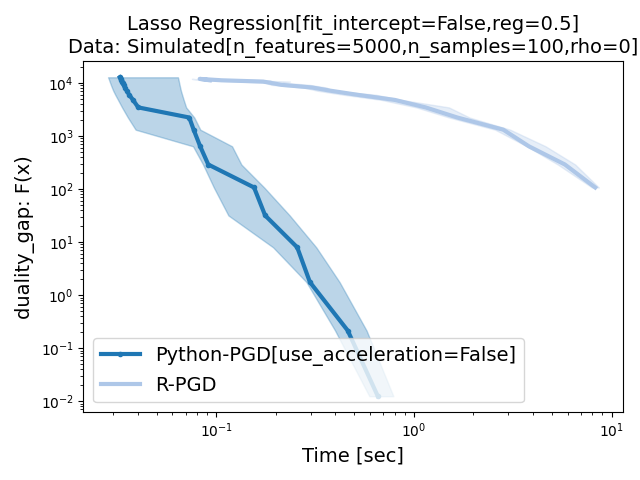 Lasso Regression[fit_intercept=False,reg=0.5]
Data: Simulated[n_features=5000,n_samples=100,rho=0]
duality_gap: F(x)
10⁴
10³
10²
10¹
10⁰
10⁻¹
10⁻²
Python-PGD[use_acceleration=False]
R-PGD
10⁻¹
10⁰
10¹
Time [sec]